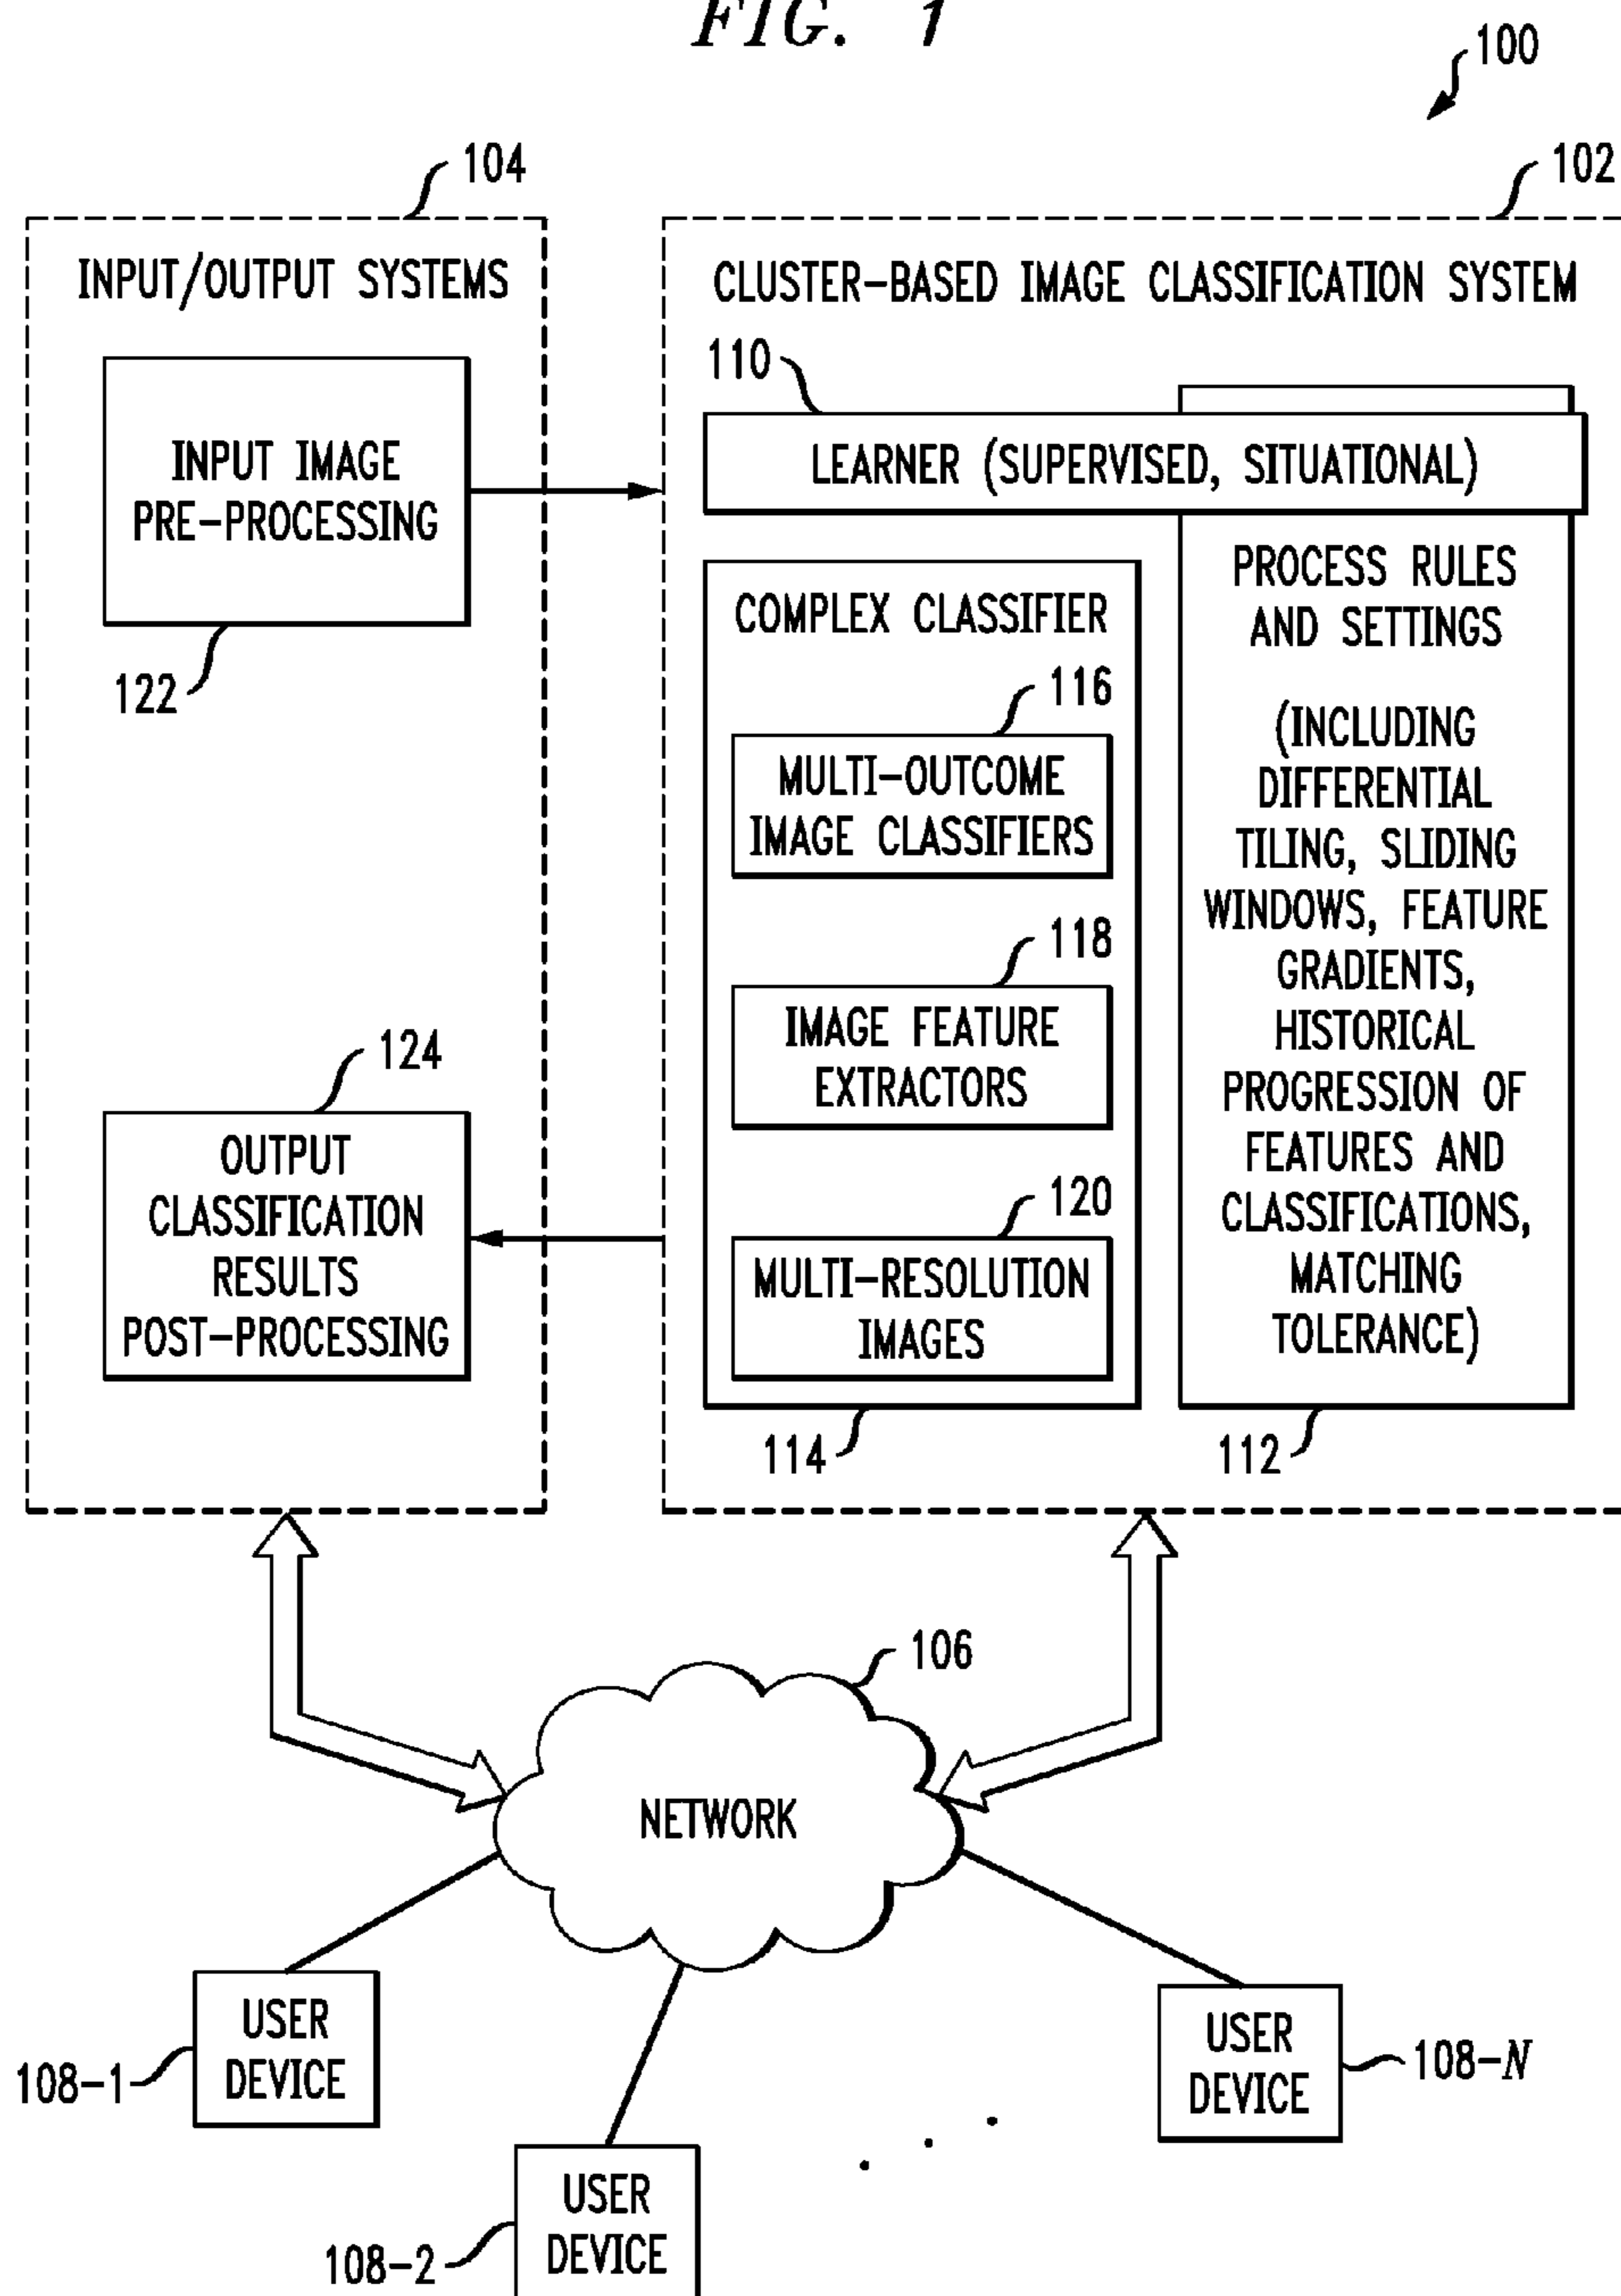 FIG. 1
100
104
102
INPUT/OUTPUT SYSTEMS
INPUT IMAGE
PRE-PROCESSING
122
124
OUTPUT
CLASSIFICATION
RESULTS
POST-PROCESSING
CLUSTER-BASED IMAGE CLASSIFICATION SYSTEM
110
LEARNER (SUPERVISED, SITUATIONAL)
COMPLEX CLASSIFIER
116
MULTI-OUTCOME
IMAGE CLASSIFIERS
118
IMAGE FEATURE
EXTRACTORS
120
MULTI-RESOLUTION
IMAGES
114
PROCESS RULES
AND SETTINGS
(INCLUDING
DIFFERENTIAL
TILING, SLIDING
WINDOWS, FEATURE
GRADIENTS,
HISTORICAL
PROGRESSION OF
FEATURES AND
CLASSIFICATIONS,
MATCHING
TOLERANCE)
112
106
NETWORK
USER
DEVICE
108-1
USER
DEVICE
108-2
USER
DEVICE
108-N